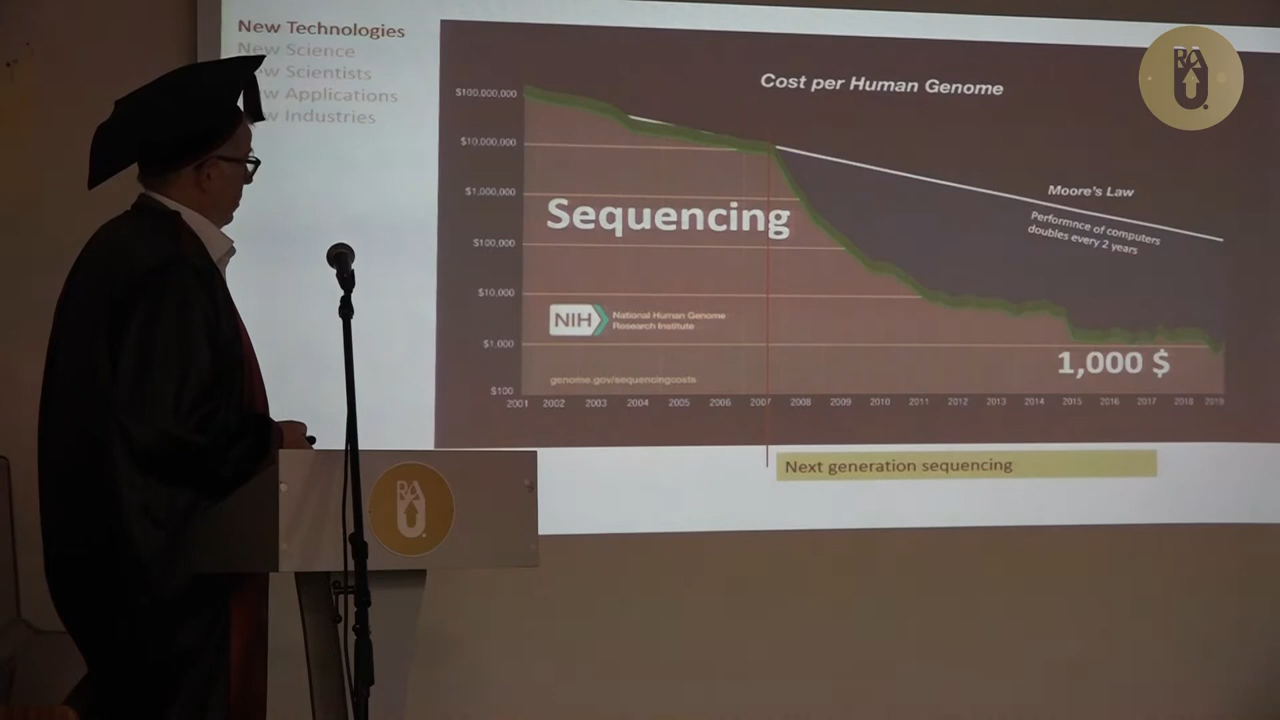 New Technologies
New Science
New Scientists
w Applications
w Industries
Cost per Human Genome
$100,000,000
$10,000,000
$1,000,000
$100,000
$10,000
$1,000
$100
Moore's Law
Performnce of computers
doubles every 2 years
Sequencing
NIH
National Human Genome
Research Institute
genome.gov/sequencingcosts
1,000 $
2001 2002 2003 2004 2005 2006 2007 2008 2009 2010 2011 2012 2013 2014 2015 2016 2017 2018 2019
Next generation sequencing
RA
U.
RA
U.